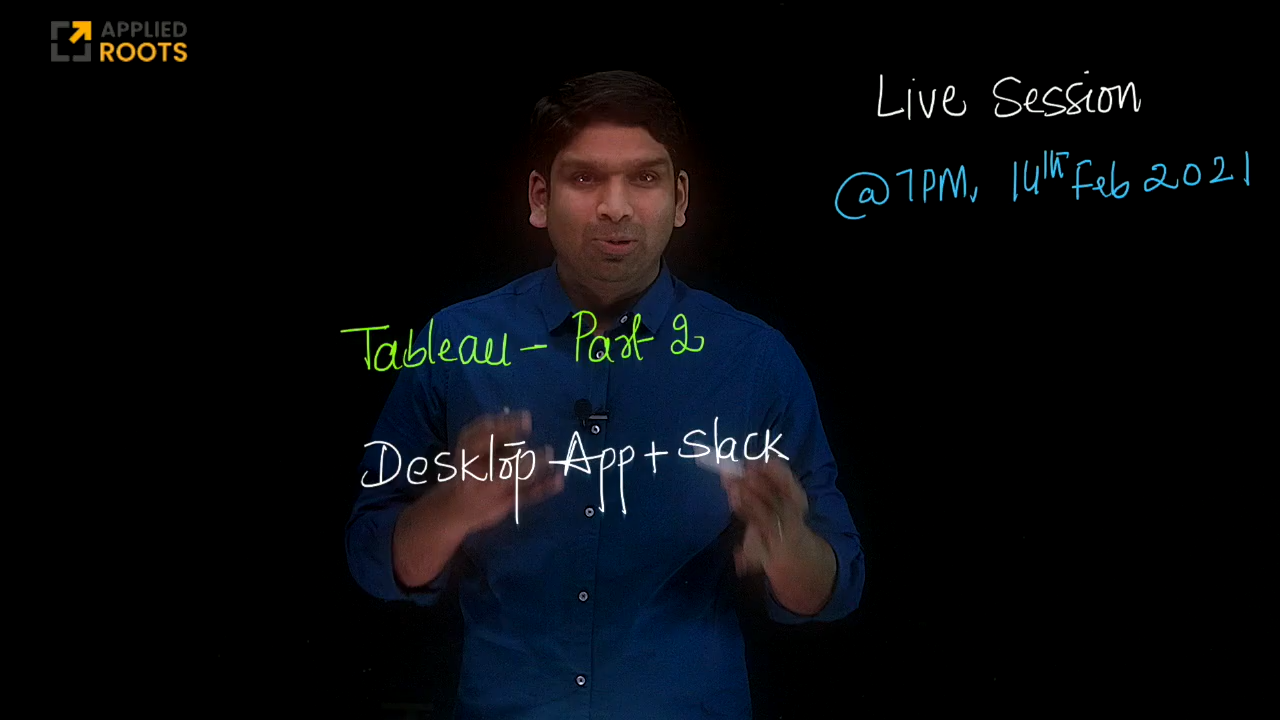 APPLIED
ROOTS
Live Session
@7PM, 14th Feb 2021
Tableau - Part 2
Desktop App + Slack